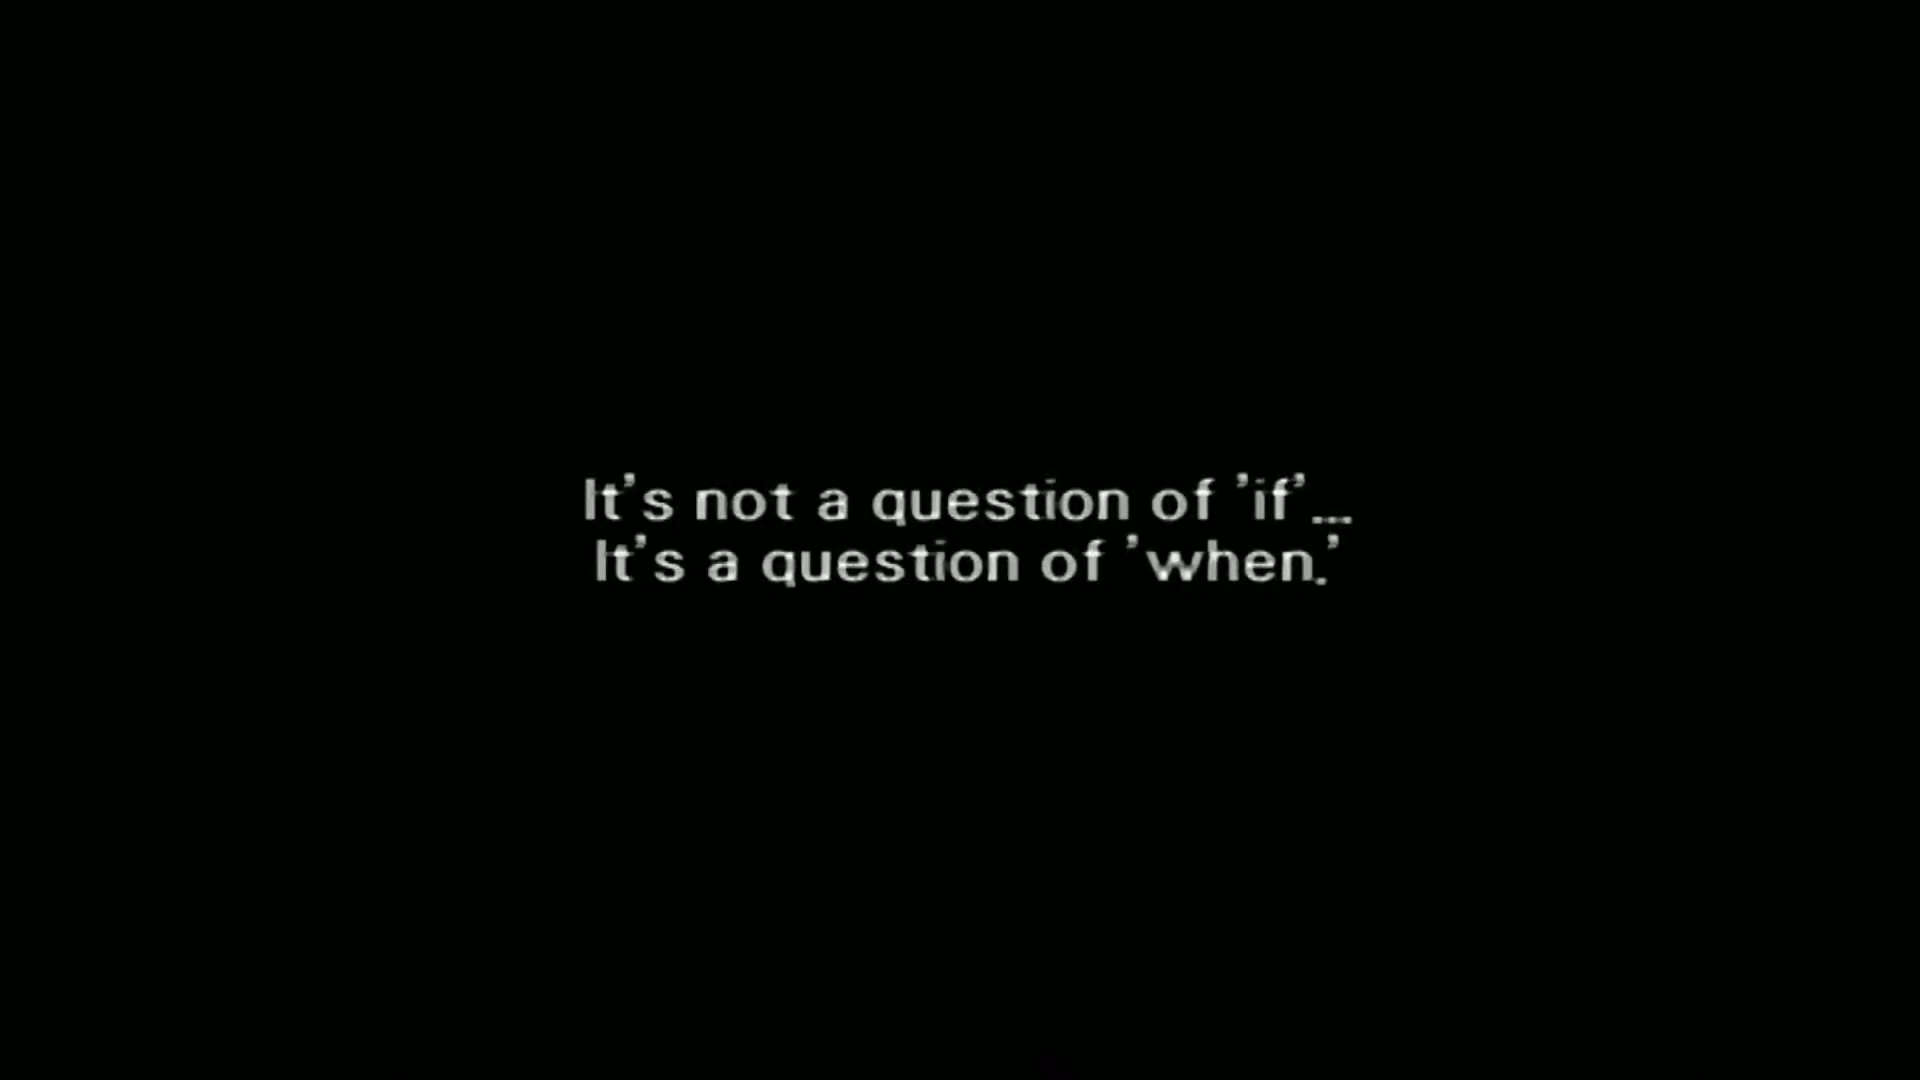 It's not a question of 'if'...
It's a question of 'when.'